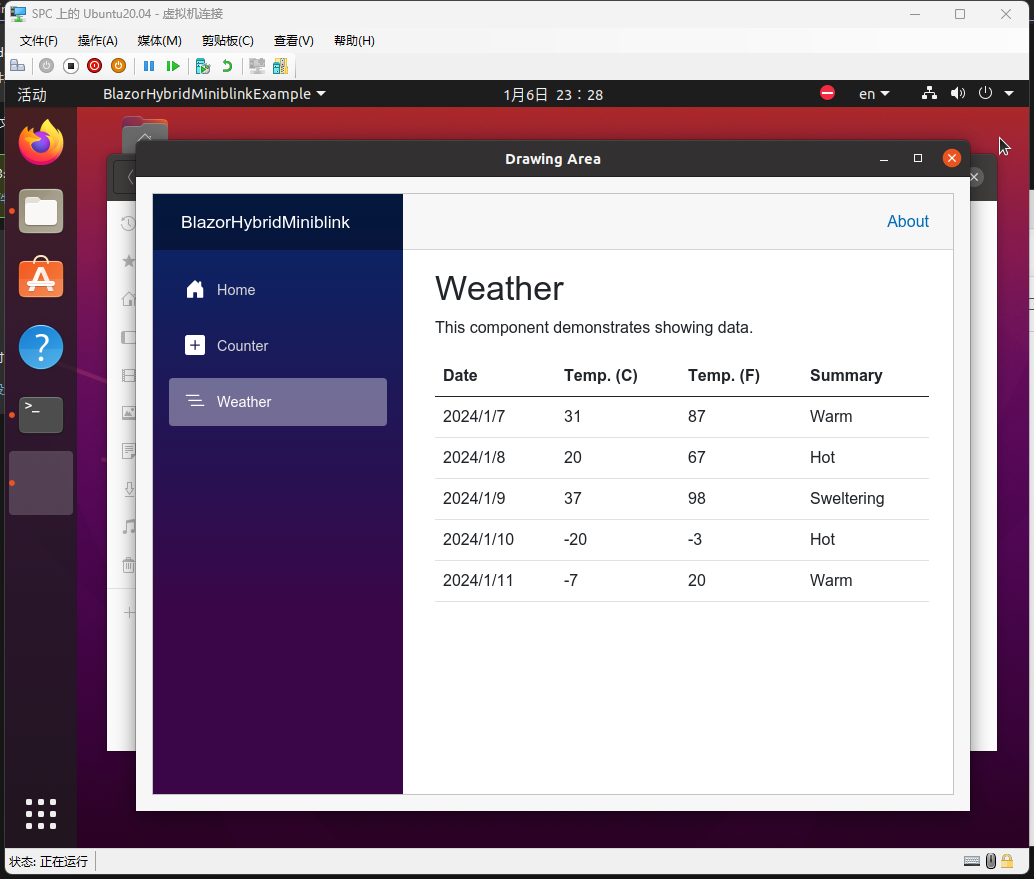 SPC 上的 Ubuntu20.04 - 虚拟机连接
文件(F) 操作(A) 媒体(M) 剪贴板(C) 查看(V) 帮助(H)
活动 BlazorHybridMiniblinkExample 1月6日 23：28 en
Drawing Area
BlazorHybridMiniblink
About
Home
Counter
Weather
Weather
This component demonstrates showing data.
Date Temp. (C) Temp. (F) Summary
2024/1/7 31 87 Warm
2024/1/8 20 67 Hot
2024/1/9 37 98 Sweltering
2024/1/10 -20 -3 Hot
2024/1/11 -7 20 Warm
状态: 正在运行